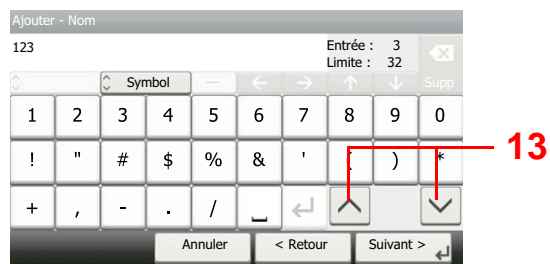 Ajouter - Nom
123
Entrée : 3
Limite : 32
Symbol
Supp
1 2 3 4 5 6 7 8 9 0
! " # $ % & ' ( ) *
+ , - . /
13
Annuler < Retour Suivant >